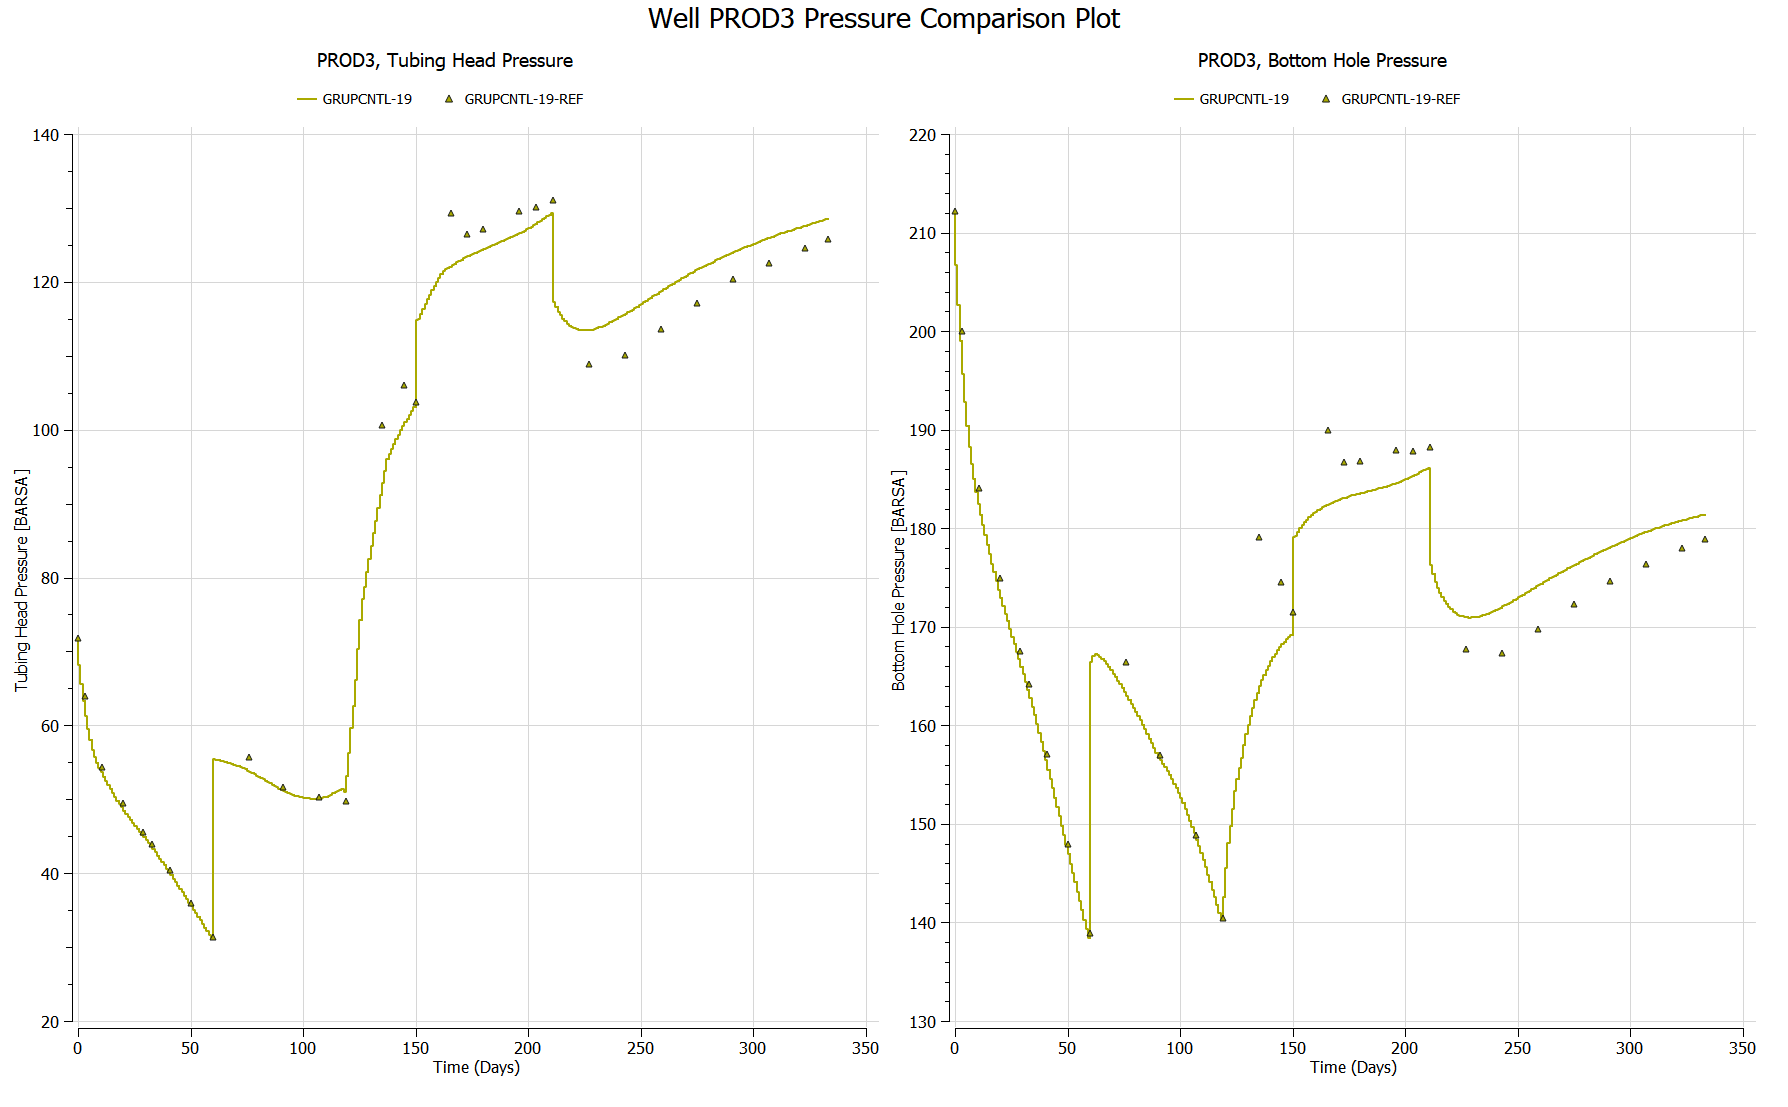 Well PROD3 Pressure Comparison Plot
PROD3, Tubing Head Pressure
GRUPCNTL-19 GRUPCNTL-19-REF
140
120
100
80
60
40
20
Tubing Head Pressure [BARSA]
0 50 100 150 200 250 300 350
Time (Days)
PROD3, Bottom Hole Pressure
GRUPCNTL-19 GRUPCNTL-19-REF
220
210
200
190
180
170
160
150
140
130
Bottom Hole Pressure [BARSA]
0 50 100 150 200 250 300 350
Time (Days)